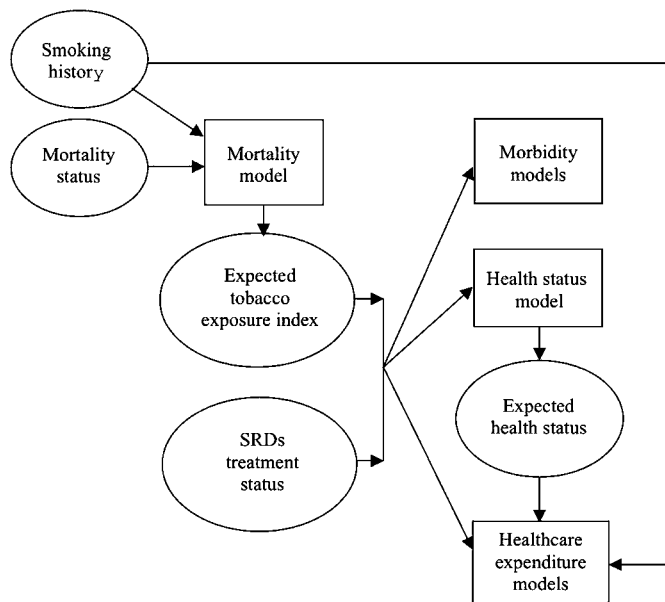 Smoking
history
Mortality
status
Mortality
model
Morbidity
models
Expected
tobacco
exposure index
Health status
model
Expected
health status
SRDs
treatment
status
Healthcare
expenditure
models